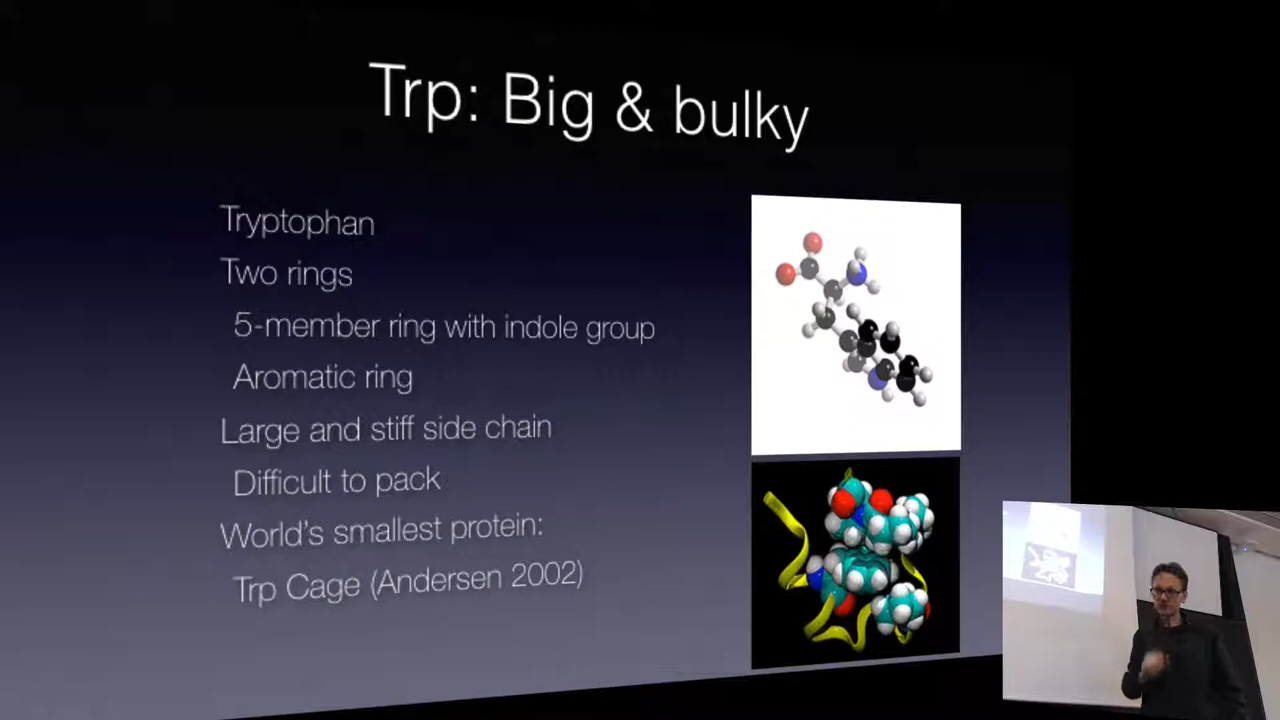 Trp: Big & bulky
Tryptophan
Two rings
5-member ring with indole group
Aromatic ring
Large and stiff side chain
Difficult to pack
World's smallest protein:
Trp Cage (Andersen 2002)